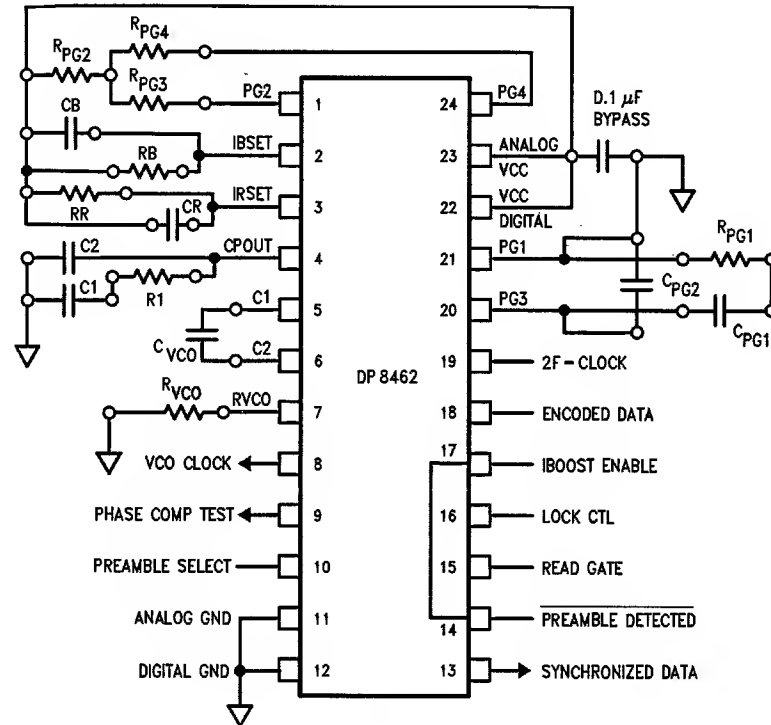 RPG4
RPG2
RPG3
PG2
1
24
PG4
D.1 μF
BYPASS
CB
IBSET
2
23
ANALOG
VCC
RB
RR
IRSET
3
22
VCC
DIGITAL
CR
C2
CPOUT
4
21
PG1
RPG1
C1
R1
CPG2
C1
5
20
PG3
CPG1
CVCO
C2
6
19
2F-CLOCK
DP8462
RVCO
RVCO
7
18
ENCODED DATA
VCO CLOCK
8
17
IBOOST ENABLE
PHASE COMP TEST
9
16
LOCK CTL
PREAMBLE SELECT
10
15
READ GATE
ANALOG GND
11
14
PREAMBLE DETECTED
DIGITAL GND
12
13
SYNCHRONIZED DATA